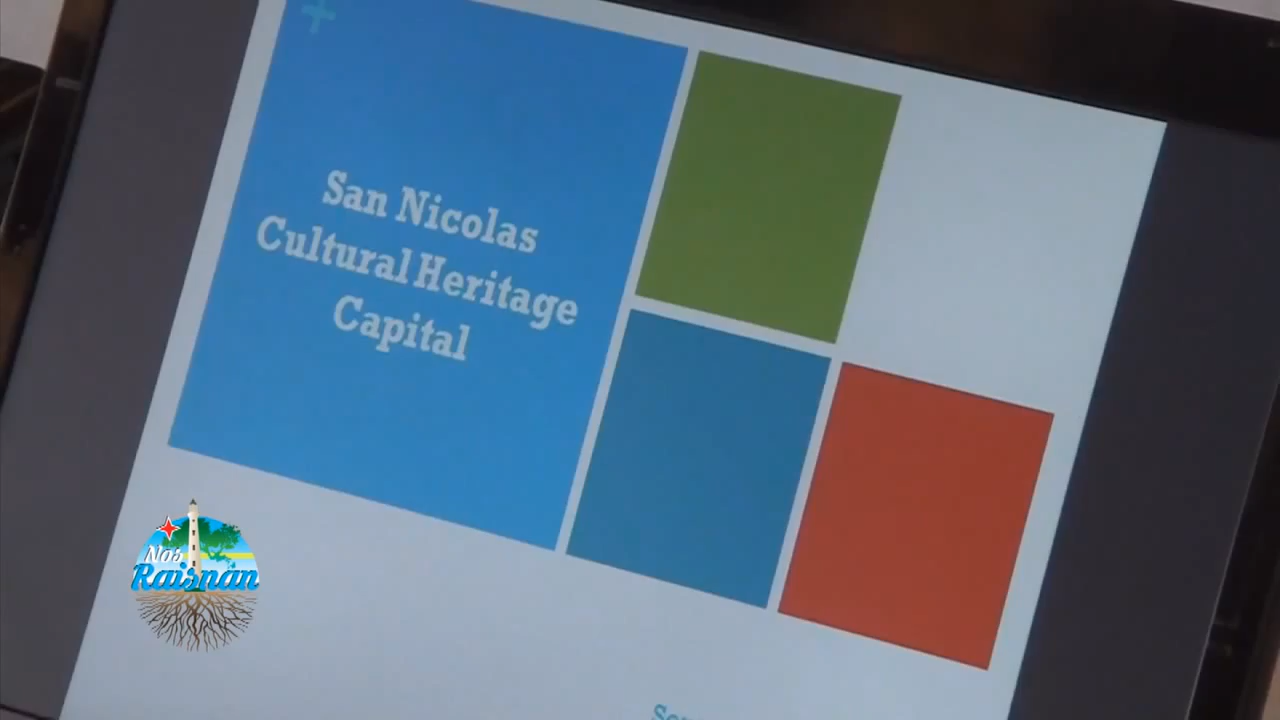 San Nicolas
Cultural Heritage
Capital
Nos
Raisnan